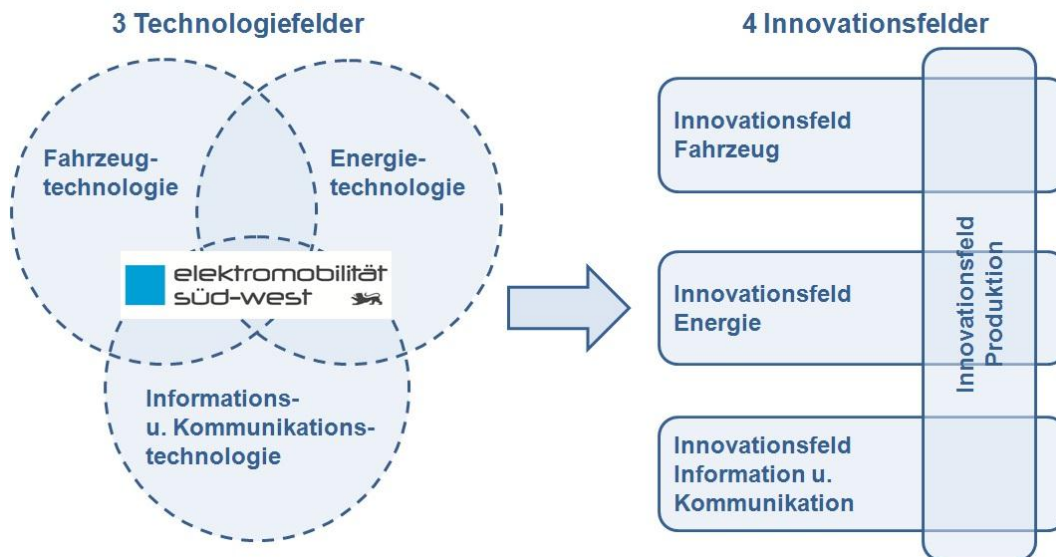 3 Technologiefelder
Fahrzeug-
technologie
Energie-
technologie
elektromobilität
süd-west
Informations-
u. Kommunikations-
technologie
4 Innovationsfelder
Innovationsfeld
Fahrzeug
Innovationsfeld
Energie
Innovationsfeld
Information u.
Kommunikation
Innovationsfeld
Produktion